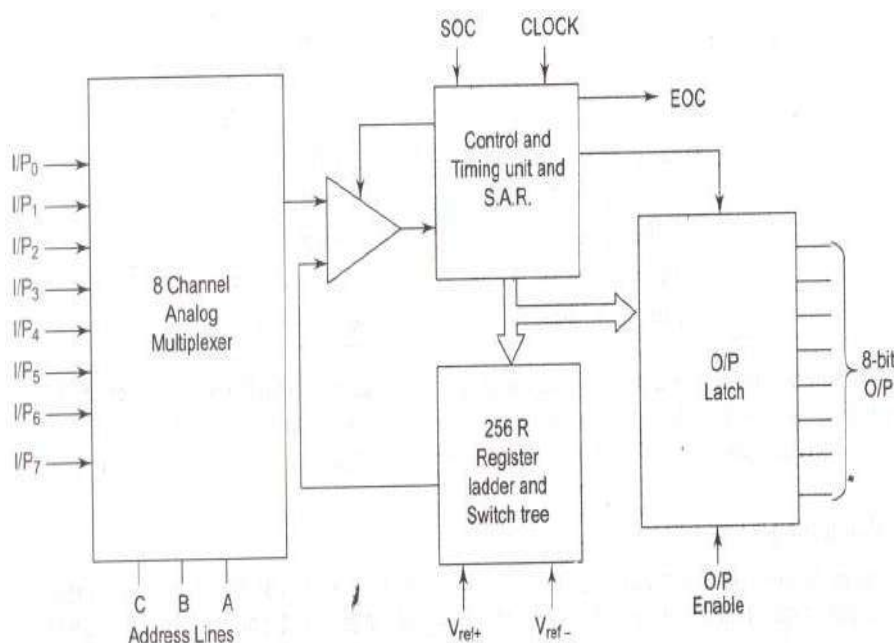 SOC
CLOCK
EOC
Control and
Timing unit and
S.A.R.
I/P0
I/P1
I/P2
I/P3
I/P4
I/P5
I/P6
I/P7
8 Channel
Analog
Multiplexer
256 R
Register
ladder and
Switch tree
O/P
Latch
8-bit
O/P
C B A
Address Lines
Vref+
Vref–
O/P
Enable